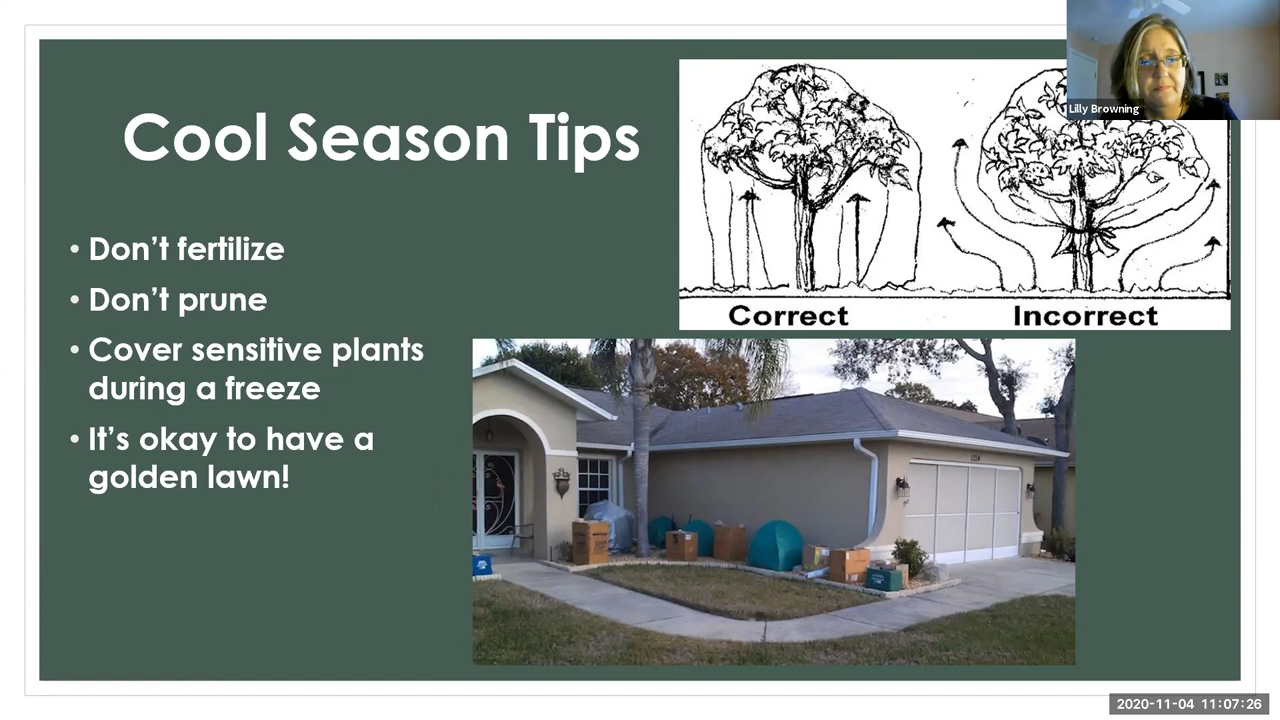 Lilly Browning
Cool Season Tips
• Don’t fertilize
• Don’t prune
• Cover sensitive plants
during a freeze
• It’s okay to have a
golden lawn!
Correct
Incorrect
2020-11-04 11:07:26